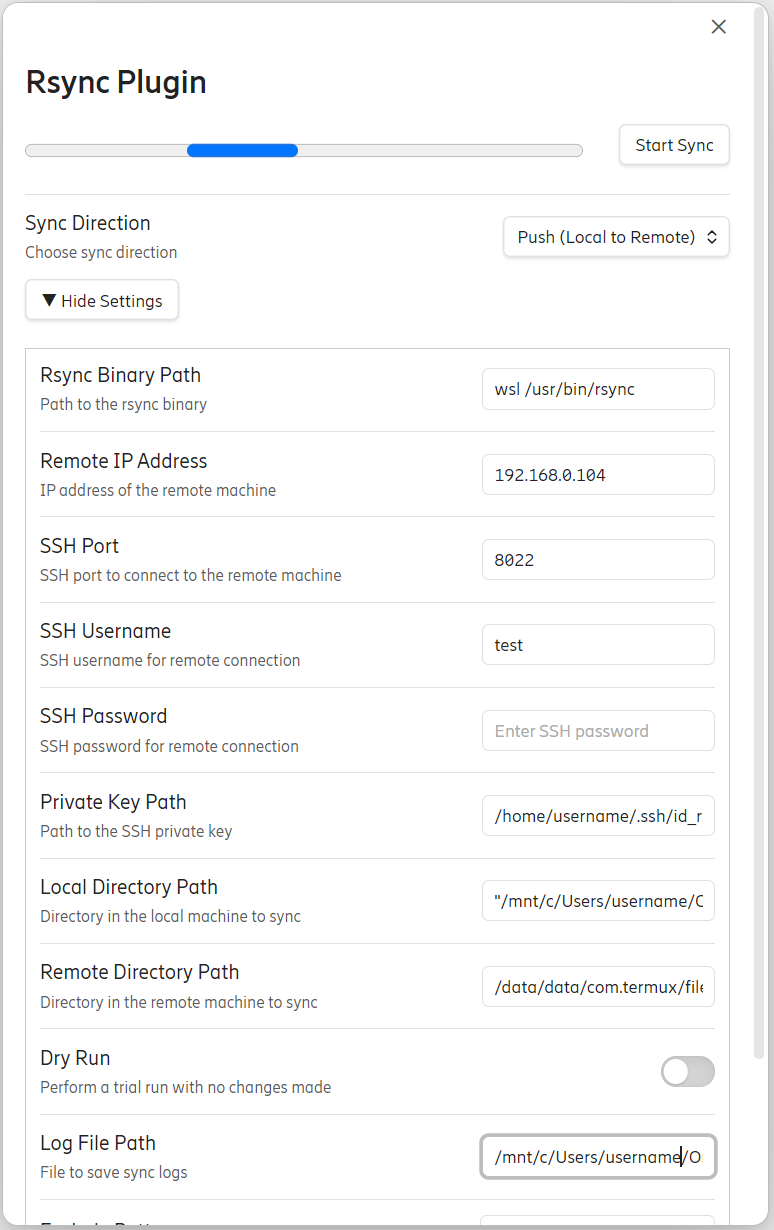 Rsync Plugin
Start Sync
Sync Direction
Choose sync direction
Push (Local to Remote)
▼ Hide Settings
Rsync Binary Path
Path to the rsync binary
wsl /usr/bin/rsync
Remote IP Address
IP address of the remote machine
192.168.0.104
SSH Port
SSH port to connect to the remote machine
8022
SSH Username
SSH username for remote connection
test
SSH Password
SSH password for remote connection
Enter SSH password
Private Key Path
Path to the SSH private key
/home/username/.ssh/id_r
Local Directory Path
Directory in the local machine to sync
"/mnt/c/Users/username/O
Remote Directory Path
Directory in the remote machine to sync
/data/data/com.termux/file
Dry Run
Perform a trial run with no changes made
Log File Path
File to save sync logs
/mnt/c/Users/username/O